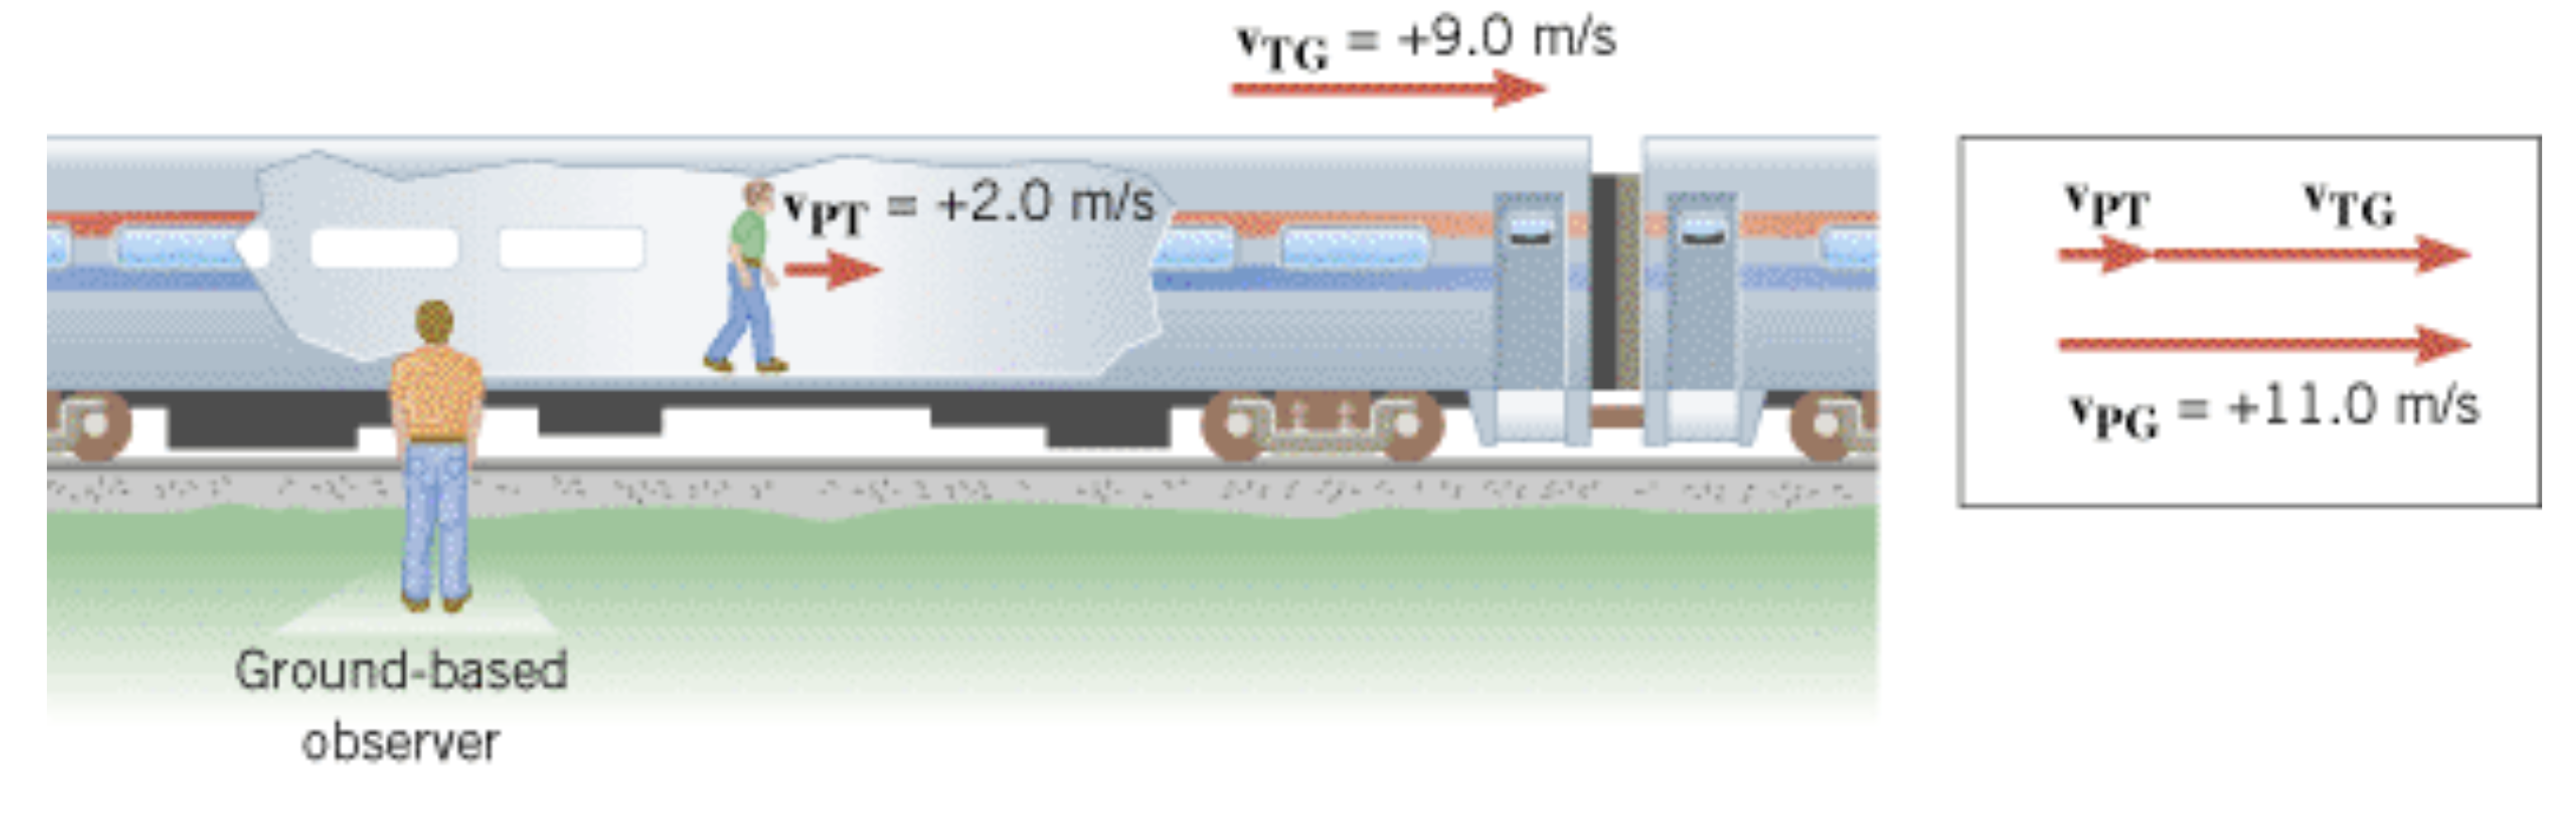 vTG = +9.0 m/s
vPT = +2.0 m/s
vPT vTG
vPG = +11.0 m/s
Ground-based
observer